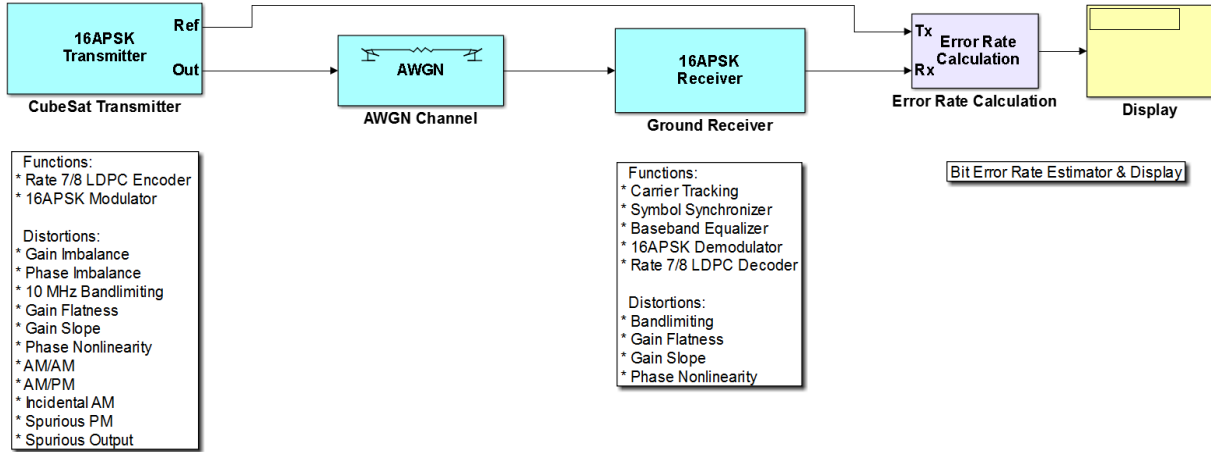 16APSK
Transmitter
Ref
Out
CubeSat Transmitter
AWGN
AWGN Channel
16APSK
Receiver
Ground Receiver
Tx
Rx
Error Rate
Calculation
Error Rate Calculation
Display
Functions:
* Rate 7/8 LDPC Encoder
* 16APSK Modulator
Distortions:
* Gain Imbalance
* Phase Imbalance
* 10 MHz Bandlimiting
* Gain Flatness
* Gain Slope
* Phase Nonlinearity
* AM/AM
* AM/PM
* Incidental AM
* Spurious PM
* Spurious Output
Functions:
* Carrier Tracking
* Symbol Synchronizer
* Baseband Equalizer
* 16APSK Demodulator
* Rate 7/8 LDPC Decoder
Distortions:
* Bandlimiting
* Gain Flatness
* Gain Slope
* Phase Nonlinearity
Bit Error Rate Estimator & Display